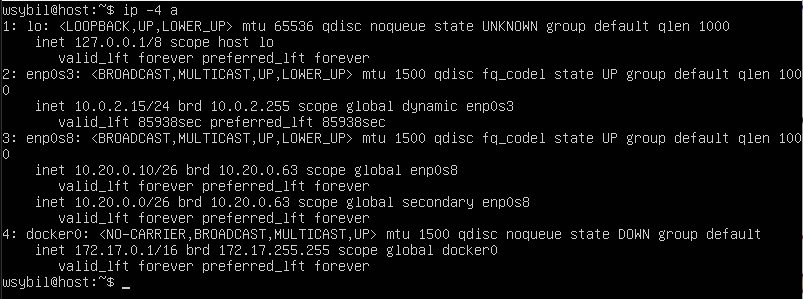 wsybil@host:~$ ip -4 a
1: lo: <LOOPBACK,UP,LOWER_UP> mtu 65536 qdisc noqueue state UNKNOWN group default qlen 1000
    inet 127.0.0.1/8 scope host lo
       valid_lft forever preferred_lft forever
2: enp0s3: <BROADCAST,MULTICAST,UP,LOWER_UP> mtu 1500 qdisc fq_codel state UP group default qlen 100
0
    inet 10.0.2.15/24 brd 10.0.2.255 scope global dynamic enp0s3
       valid_lft 85938sec preferred_lft 85938sec
3: enp0s8: <BROADCAST,MULTICAST,UP,LOWER_UP> mtu 1500 qdisc fq_codel state UP group default qlen 100
0
    inet 10.20.0.10/26 brd 10.20.0.63 scope global enp0s8
       valid_lft forever preferred_lft forever
    inet 10.20.0.0/26 brd 10.20.0.63 scope global secondary enp0s8
       valid_lft forever preferred_lft forever
4: docker0: <NO-CARRIER,BROADCAST,MULTICAST,UP> mtu 1500 qdisc noqueue state DOWN group default
    inet 172.17.0.1/16 brd 172.17.255.255 scope global docker0
       valid_lft forever preferred_lft forever
wsybil@host:~$ _